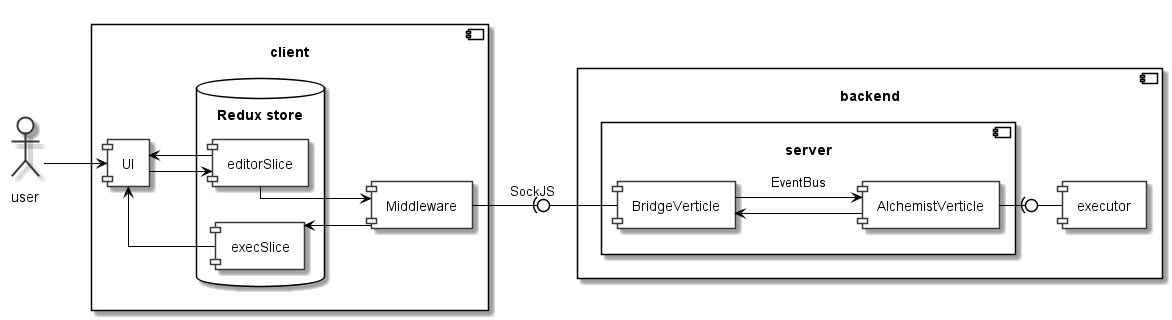 client
Redux store
user
UI
editorSlice
execSlice
Middleware
SockJS
backend
server
BridgeVerticle
EventBus
AlchemistVerticle
executor